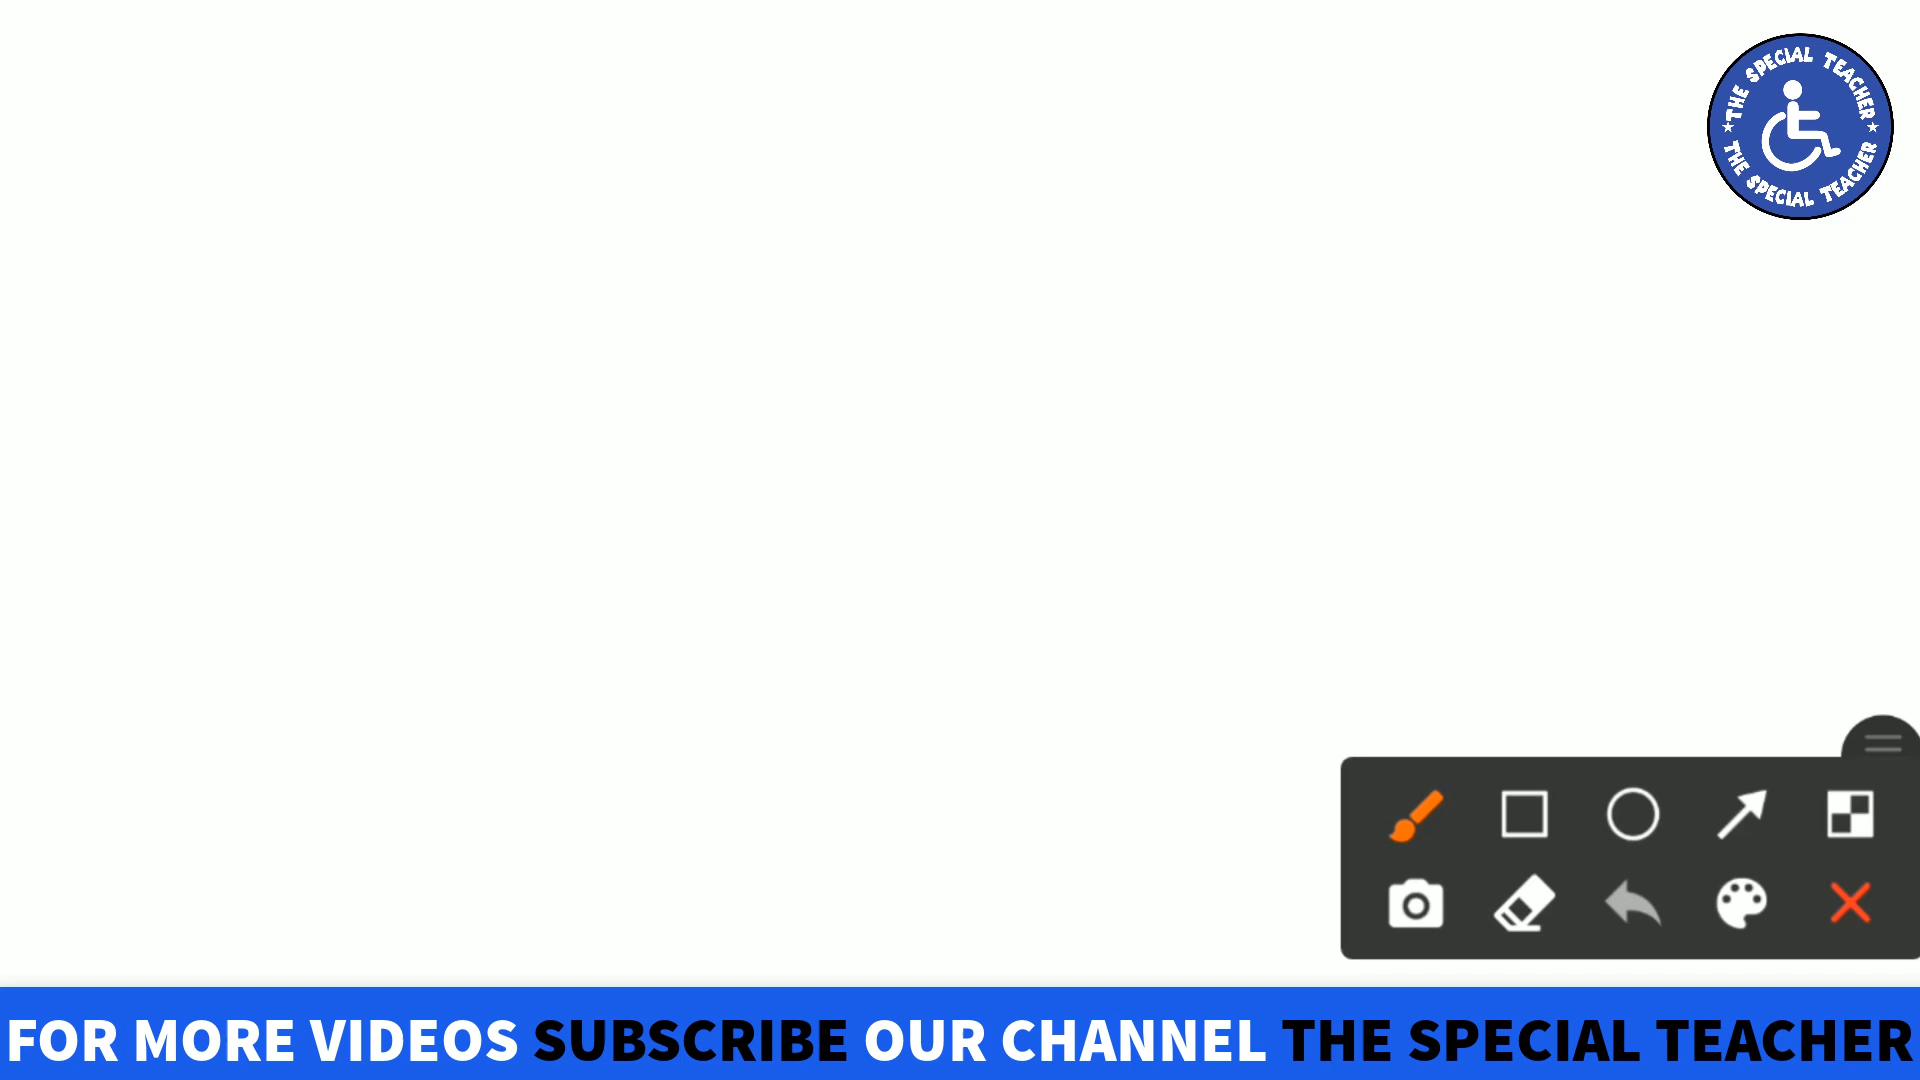 THE SPECIAL TEACHER
THE SPECIAL TEACHER
FOR MORE VIDEOS SUBSCRIBE OUR CHANNEL THE SPECIAL TEACHER